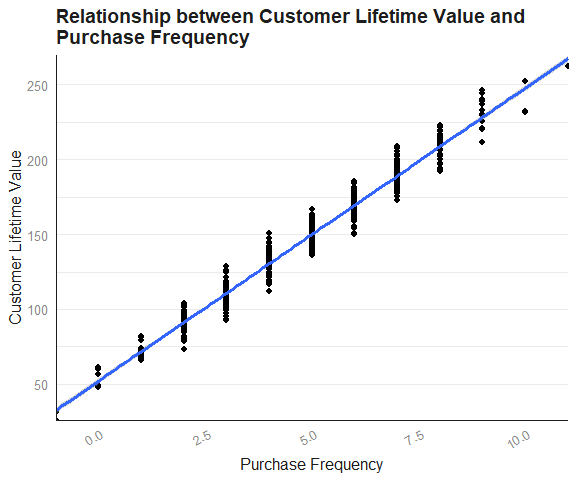 Relationship between Customer Lifetime Value and
Purchase Frequency
250
200
150
100
50
Customer Lifetime Value
0.0
2.5
5.0
7.5
10.0
Purchase Frequency